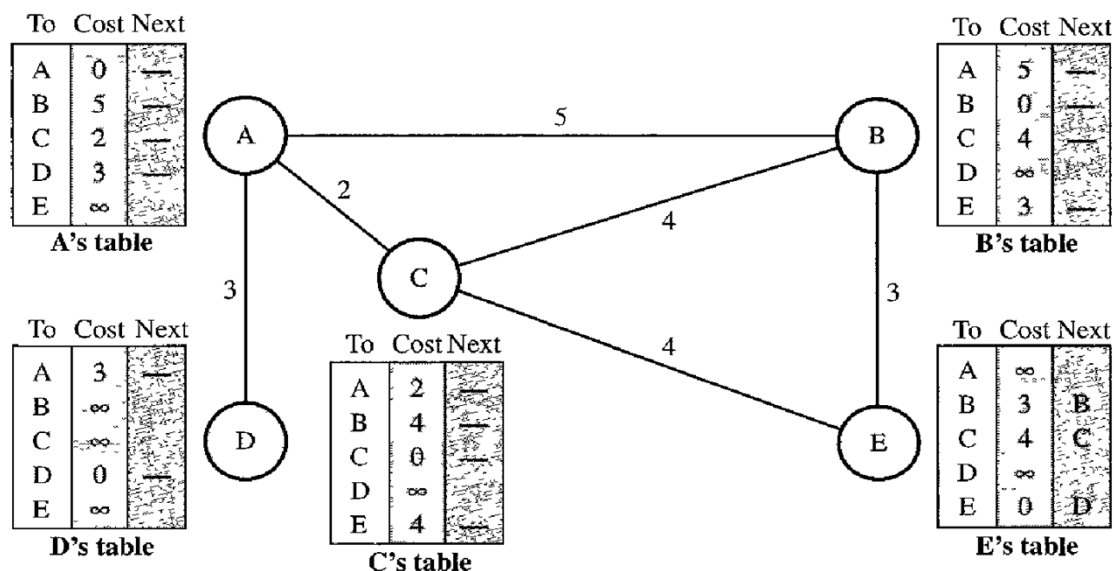 To Cost Next
A 0 —
B 5 —
C 2 —
D 3 —
E ∞
A's table
To Cost Next
A 5 —
B 0 —
C 4 —
D ∞
E 3 —
B's table
A
5
B
2
4
C
3
3
4
D
E
To Cost Next
A 3 —
B ∞
C ∞
D 0 —
E ∞
D's table
To Cost Next
A 2 —
B 4 —
C 0 —
D ∞
E 4 —
C's table
To Cost Next
A ∞
B 3 B
C 4 C
D ∞
E 0 D
E's table